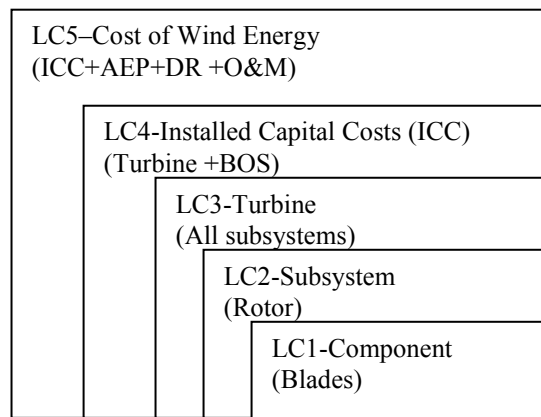 LC5–Cost of Wind Energy
(ICC+AEP+DR +O&M)
LC4-Installed Capital Costs (ICC)
(Turbine +BOS)
LC3-Turbine
(All subsystems)
LC2-Subsystem
(Rotor)
LC1-Component
(Blades)